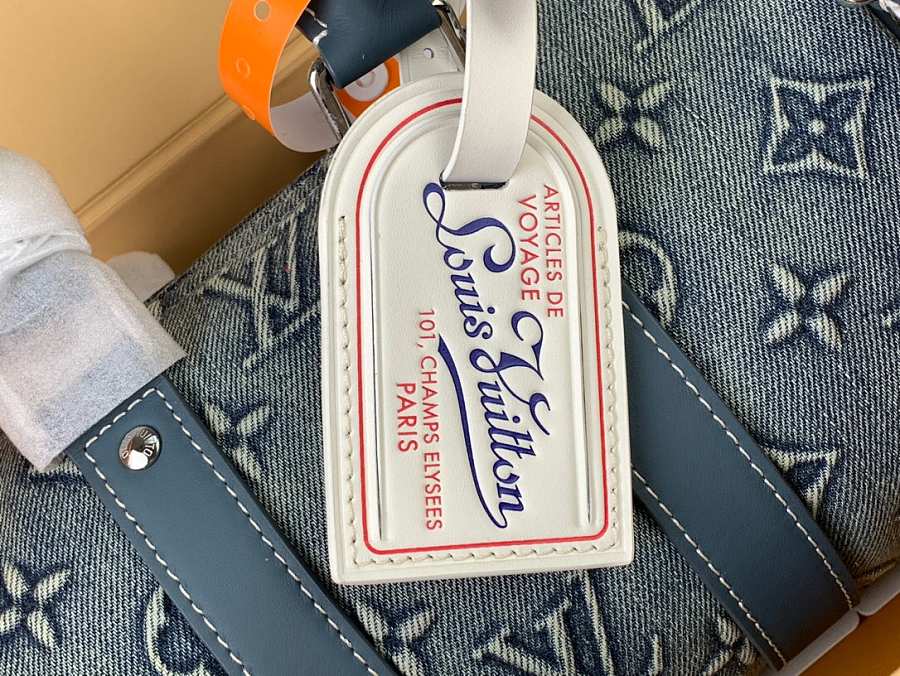 ARTICLES DE
VOYAGE
Louis Vuitton
101, CHAMPS ELYSEES
PARIS